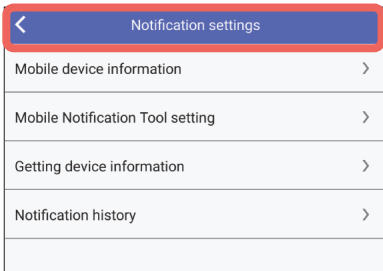 Notification settings
Mobile device information
Mobile Notification Tool setting
Getting device information
Notification history